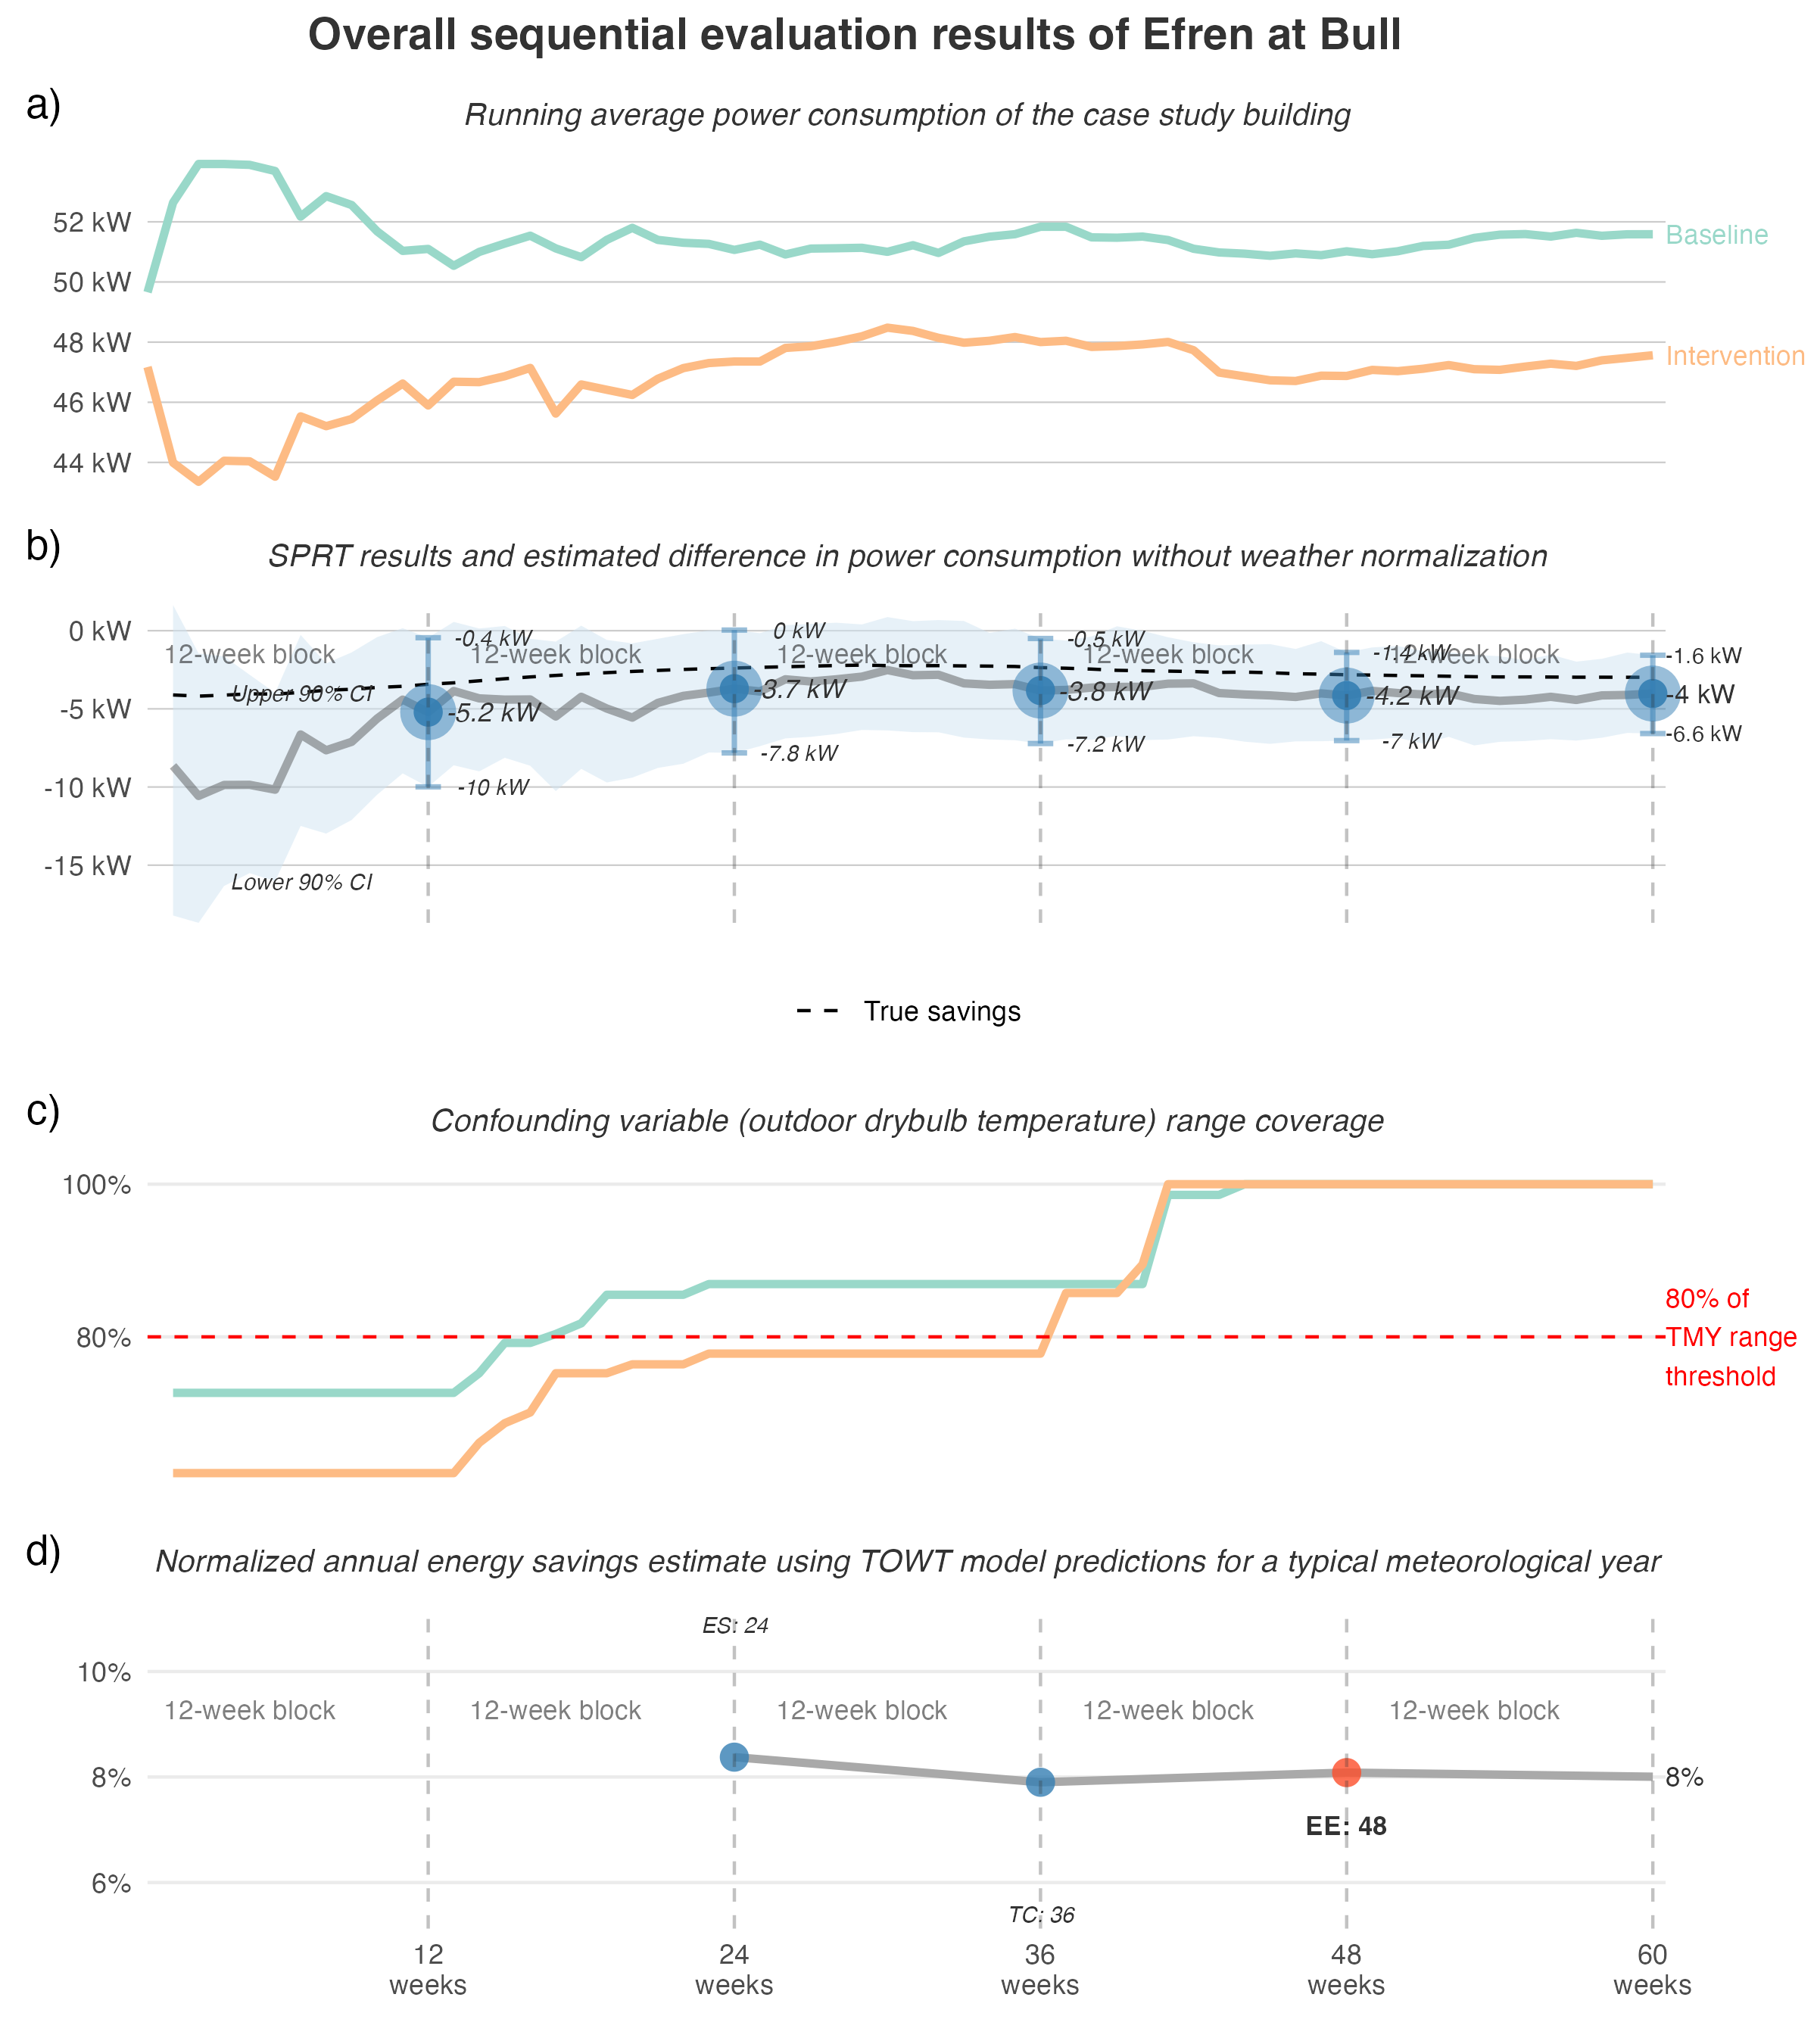 Overall sequential evaluation results of Efren at Bull
a)
Running average power consumption of the case study building
52 kW
50 kW
48 kW
46 kW
44 kW
Baseline
Intervention
b)
SPRT results and estimated difference in power consumption without weather normalization
0 kW
-5 kW
-10 kW
-15 kW
12-week block
12-week block
12-week block
12-week block
12-week block
Upper 90% CI
Lower 90% CI
-0.4 kW
-5.2 kW
-10 kW
0 kW
-3.7 kW
-7.8 kW
-0.5 kW
-3.8 kW
-7.2 kW
-1.4 kW
-4.2 kW
-7 kW
-1.6 kW
-4 kW
-6.6 kW
True savings
c)
Confounding variable (outdoor drybulb temperature) range coverage
100%
80%
80% of
TMY range
threshold
d)
Normalized annual energy savings estimate using TOWT model predictions for a typical meteorological year
ES: 24
10%
8%
6%
12-week block
12-week block
12-week block
12-week block
12-week block
8%
EE: 48
TC: 36
12
weeks
24
weeks
36
weeks
48
weeks
60
weeks